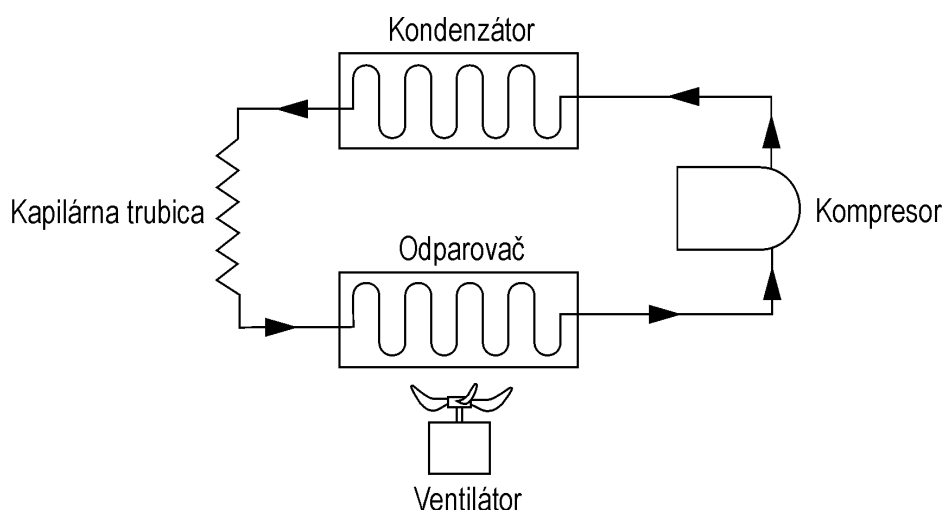 Kondenzátor
Kapilárna trubica
Kompresor
Odparovač
Ventilátor